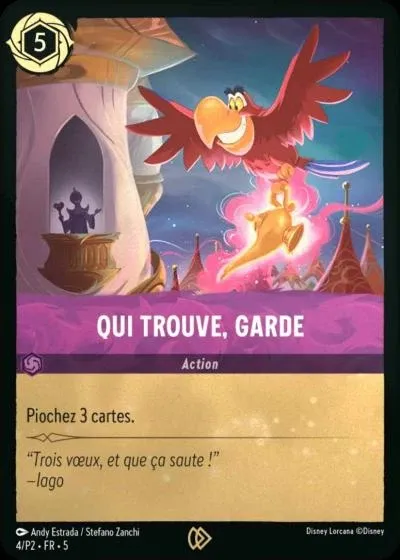 5
QUI TROUVE, GARDE
Action
Piochez 3 cartes.
“Trois vœux, et que ça saute !”
–Iago
Andy Estrada / Stefano Zanchi
4/P2 • FR • 5
Disney Lorcana ©Disney